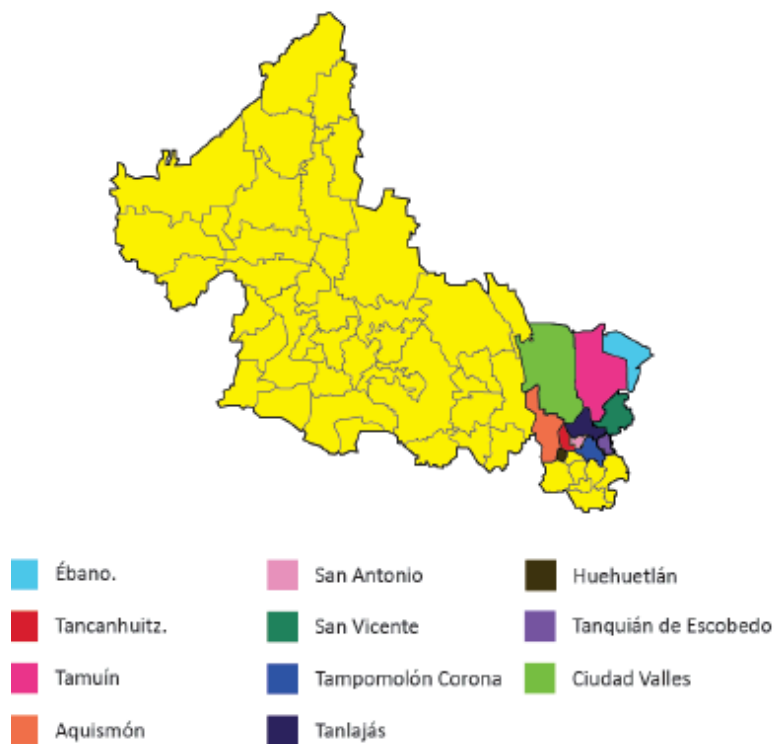 Ébano.
San Antonio
Huehuetlán
Tancanhuitz.
San Vicente
Tanquián de Escobedo
Tamuín
Tampomolón Corona
Ciudad Valles
Aquismón
Tanlajás